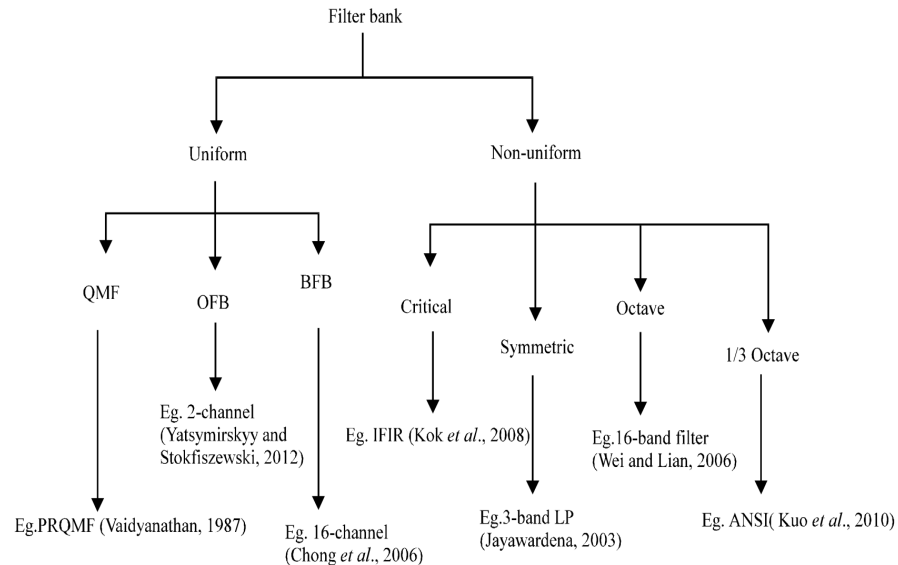 Filter bank
Uniform
Non-uniform
QMF
OFB
BFB
Critical
Symmetric
Octave
1/3 Octave
Eg. 2-channel
(Yatsymirskyy and
Stokfiszewski, 2012)
Eg. IFIR (Kok et al., 2008)
Eg.16-band filter
(Wei and Lian, 2006)
Eg.PRQMF (Vaidyanathan, 1987)
Eg. 16-channel
(Chong et al., 2006)
Eg.3-band LP
(Jayawardena, 2003)
Eg. ANSI( Kuo et al., 2010)